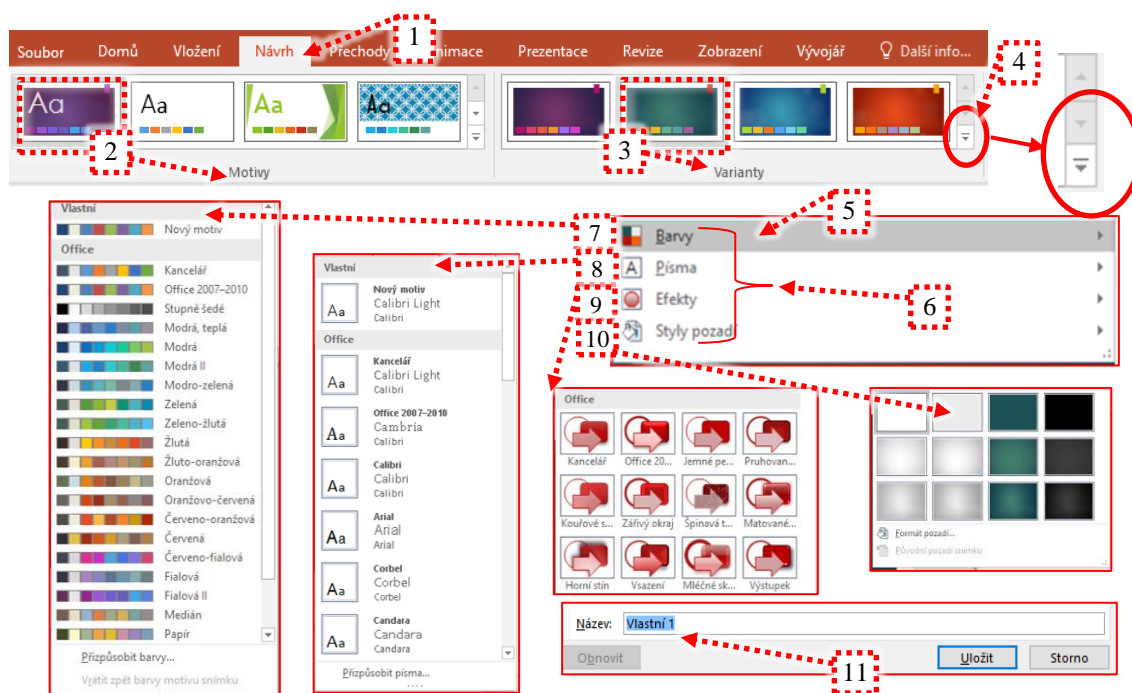 1
Soubor Domů Vložení Návrh Přechody nimace Prezentace Revize Zobrazení Vývojář Další info...
4
Aa Aa Aa Aa
2
3
Motivy Varianty
Vlastní
Nový motiv
Office
Kancelář
Office 2007–2010
Stupně šedé
Modrá, teplá
Modrá
Modrá II
Modro-zelená
Zelená
Zeleno-žlutá
Žlutá
Žluto-oranžová
Oranžová
Oranžovo-červená
Červeno-oranžová
Červená
Červeno-fialová
Fialová
Fialová II
Medián
Papír
Přizpůsobit barvy...
Vrátit zpět barvy motivu snímku
Vlastní
Aa
Nový motiv
Calibri Light
Calibri
Office
Aa
Kancelář
Calibri Light
Calibri
Aa
Office 2007–2010
Cambria
Calibri
Aa
Calibri
Calibri
Calibri
Aa
Arial
Arial
Arial
Aa
Corbel
Corbel
Corbel
Aa
Candara
Candara
Candara
Přizpůsobit písma...
5
7
8
9
10
6
Barvy
A Písma
Efekty
Styly pozadí
Office
Kancelář Office 20... Jemné pe... Pruhovan...
Kouřové s... Zářivý okraj Špinavá t... Matované...
Horní stín Vsazení Mléčné sk... Výstupek
Formát pozadí...
Původní pozadí snímku
Název: Vlastní 1
Obnovit Uložit Storno
11